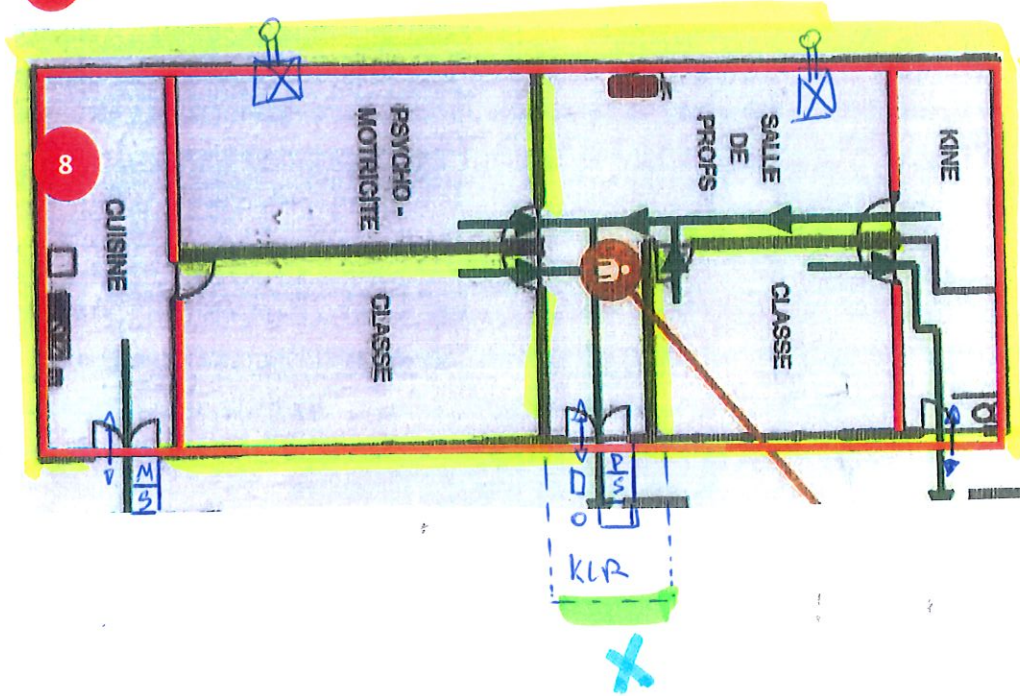 8
CUISINE
PSYCHO -
MOTRICITE
CLASSE
SALLE
DE
PROFS
CLASSE
KINE
M
S
KLR